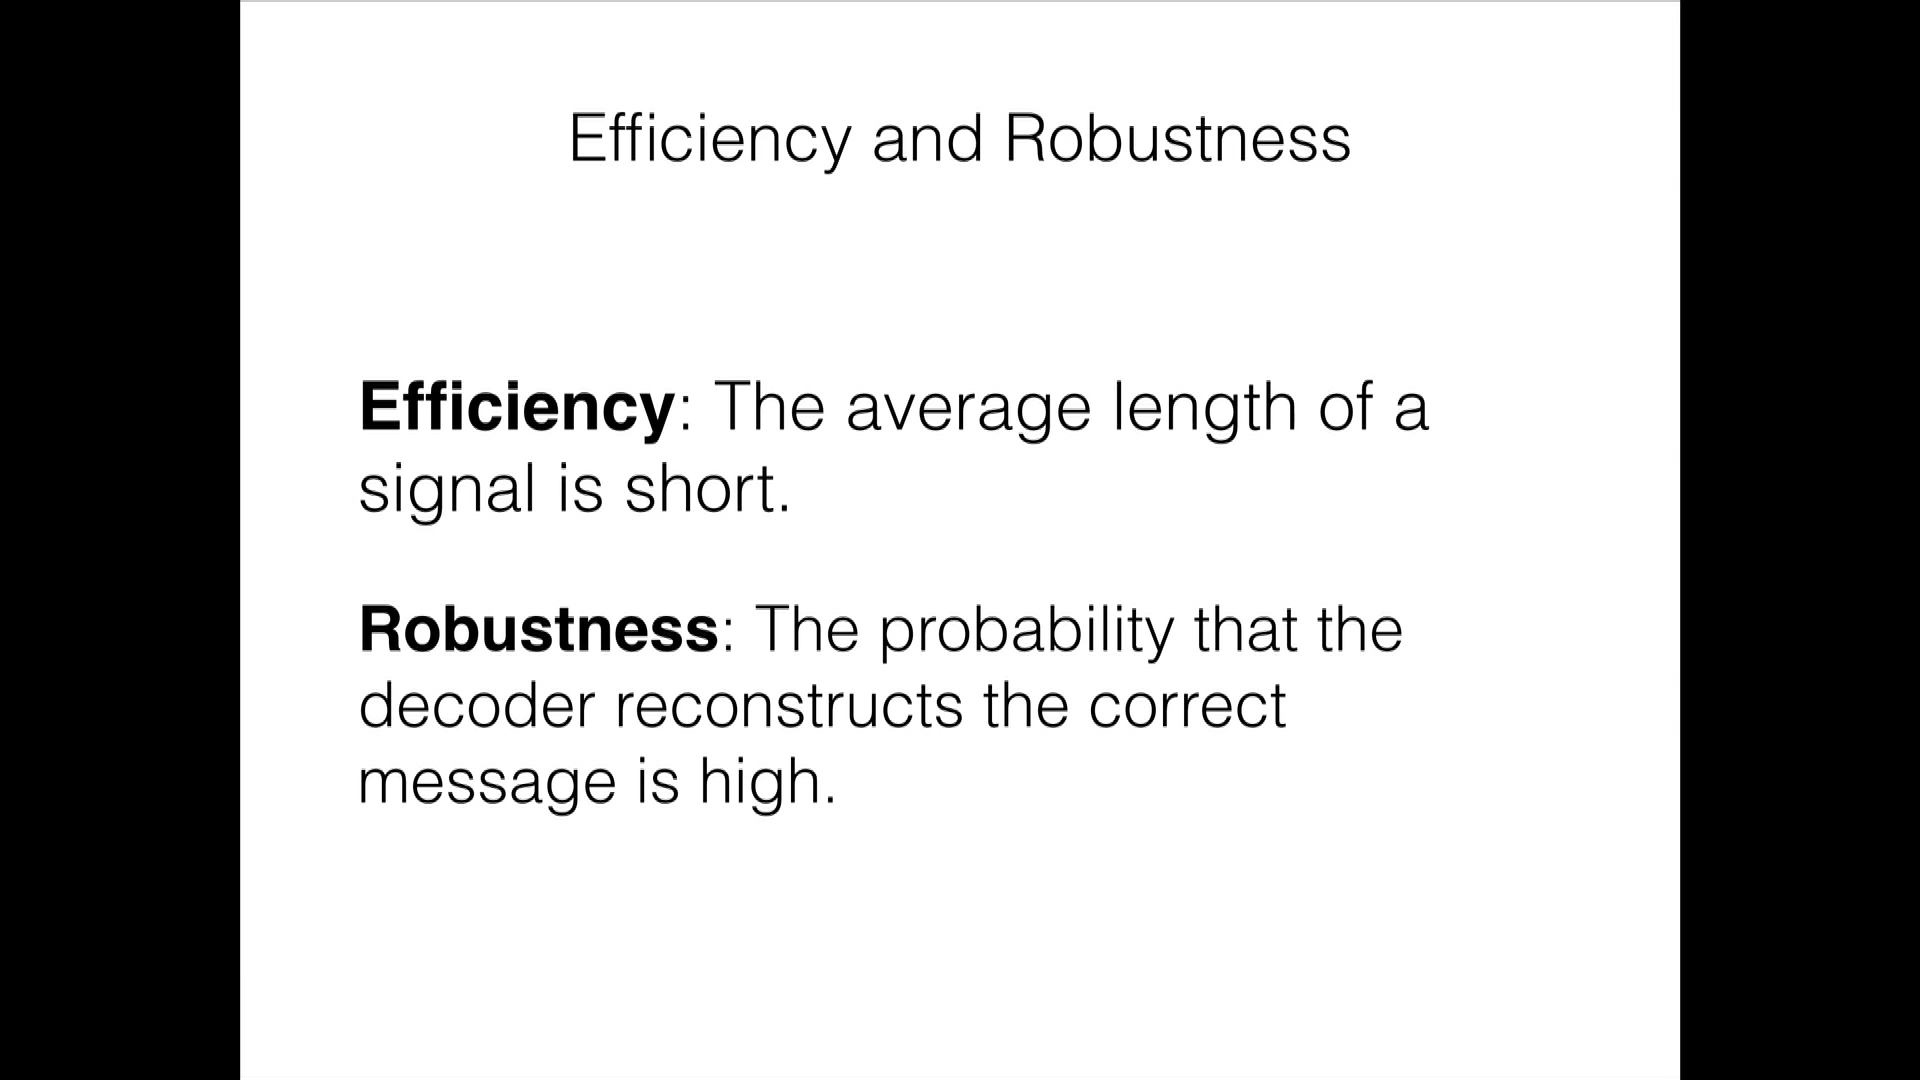 Efficiency and Robustness
Efficiency: The average length of a
signal is short.
Robustness: The probability that the
decoder reconstructs the correct
message is high.